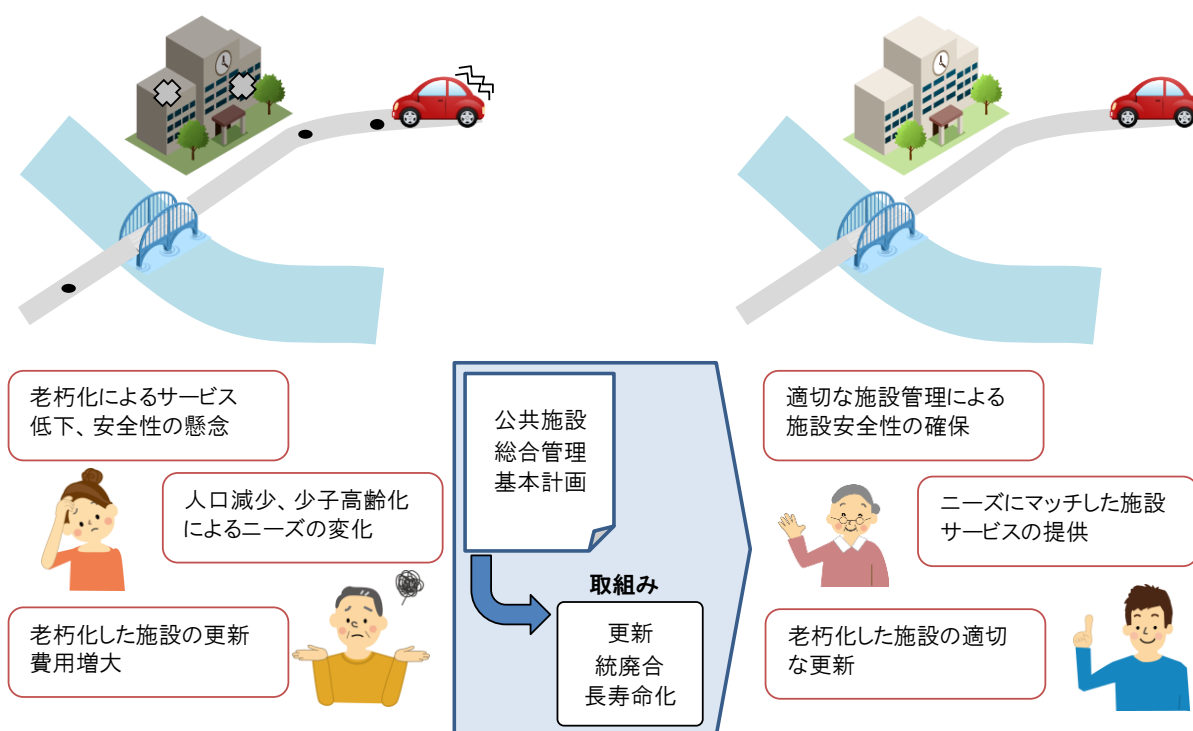 老朽化によるサービス
低下、安全性の懸念
人口減少、少子高齢化
によるニーズの変化
老朽化した施設の更新
費用増大
公共施設
総合管理
基本計画
取組み
更新
統廃合
長寿命化
適切な施設管理による
施設安全性の確保
ニーズにマッチした施設
サービスの提供
老朽化した施設の適切
な更新